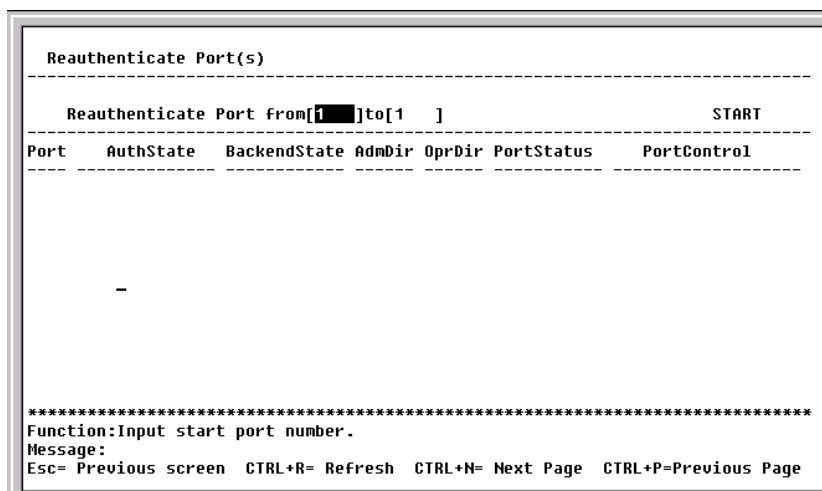 Reauthenticate Port(s)
--------------------------------------------------------------------------------
Reauthenticate Port from[1   ]to[1   ] START
--------------------------------------------------------------------------------
Port AuthState BackendState AdmDir OprDir PortStatus PortControl
---- -------------- ------------ ------ ------ ----------- -------------------
*******************************************************************************
Function:Input start port number.
Message:
Esc= Previous screen CTRL+R= Refresh CTRL+N= Next Page CTRL+P=Previous Page